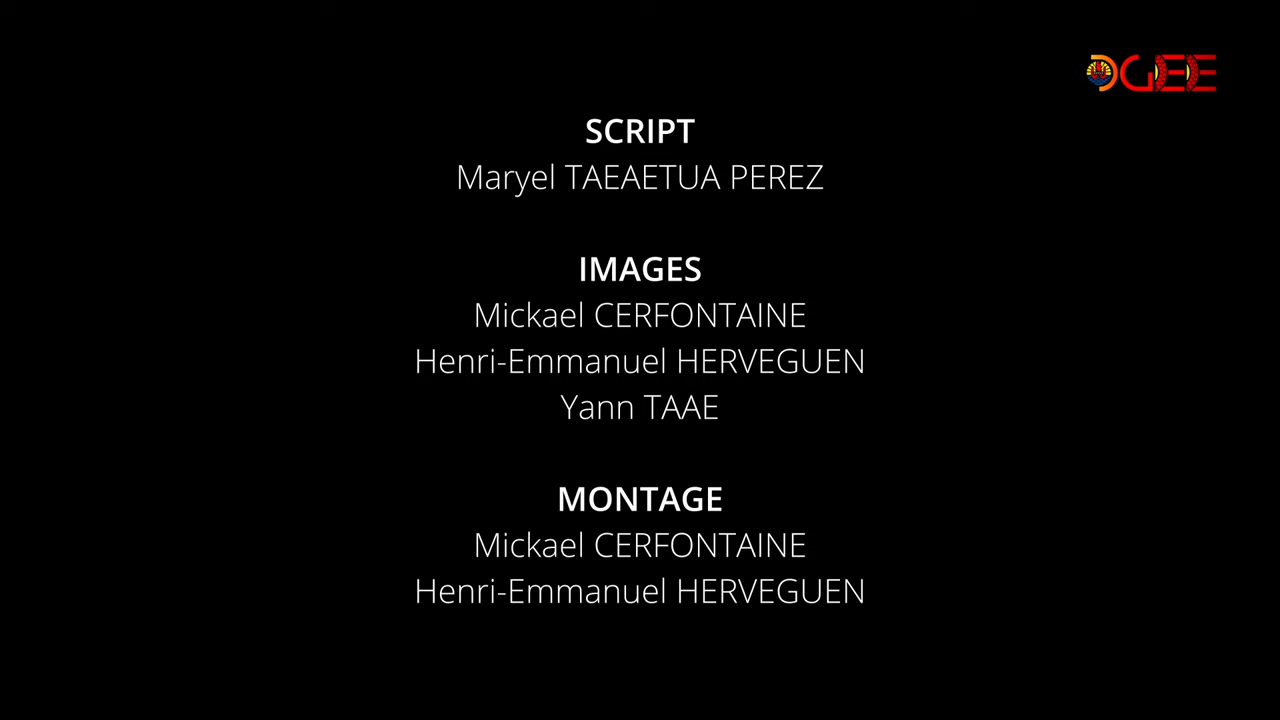 DGEE
SCRIPT
Maryel TAEAETUA PEREZ
IMAGES
Mickael CERFONTAINE
Henri-Emmanuel HERVEGUEN
Yann TAAE
MONTAGE
Mickael CERFONTAINE
Henri-Emmanuel HERVEGUEN